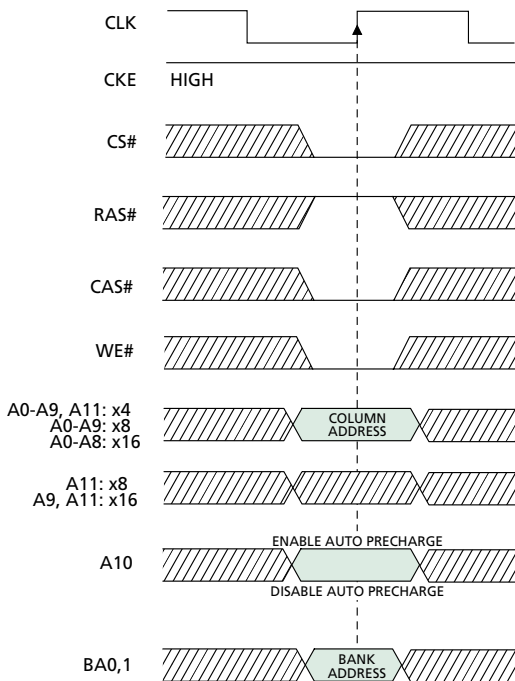 CLK
CKE HIGH
CS#
RAS#
CAS#
WE#
A0-A9, A11: x4
A0-A9: x8
A0-A8: x16
COLUMN
ADDRESS
A11: x8
A9, A11: x16
ENABLE AUTO PRECHARGE
A10
DISABLE AUTO PRECHARGE
BA0,1
BANK
ADDRESS